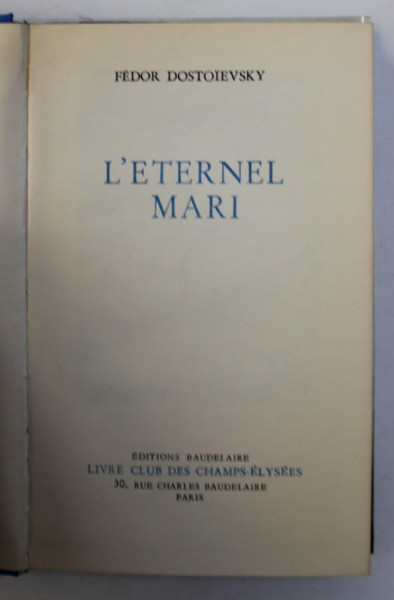 FÉDOR DOSTOÏEVSKY
L'ETERNEL
MARI
ÉDITIONS BAUDELAIRE
LIVRE CLUB DES CHAMPS-ÉLYSÉES
30, RUE CHARLES BAUDELAIRE
PARIS